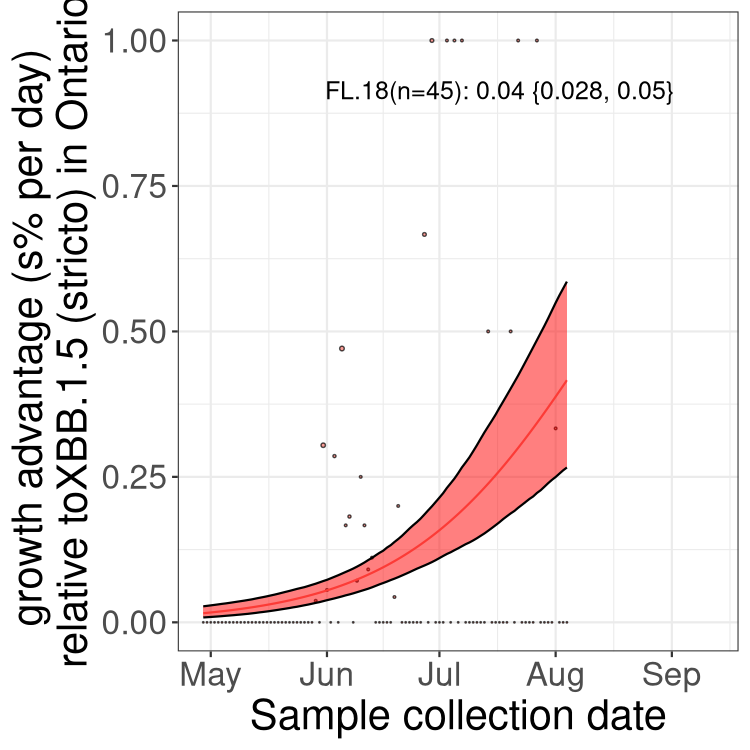 growth advantage (s% per day)
relative toXBB.1.5 (stricto) in Ontario
1.00
0.75
0.50
0.25
0.00
FL.18(n=45): 0.04 {0.028, 0.05}
May Jun Jul Aug Sep
Sample collection date